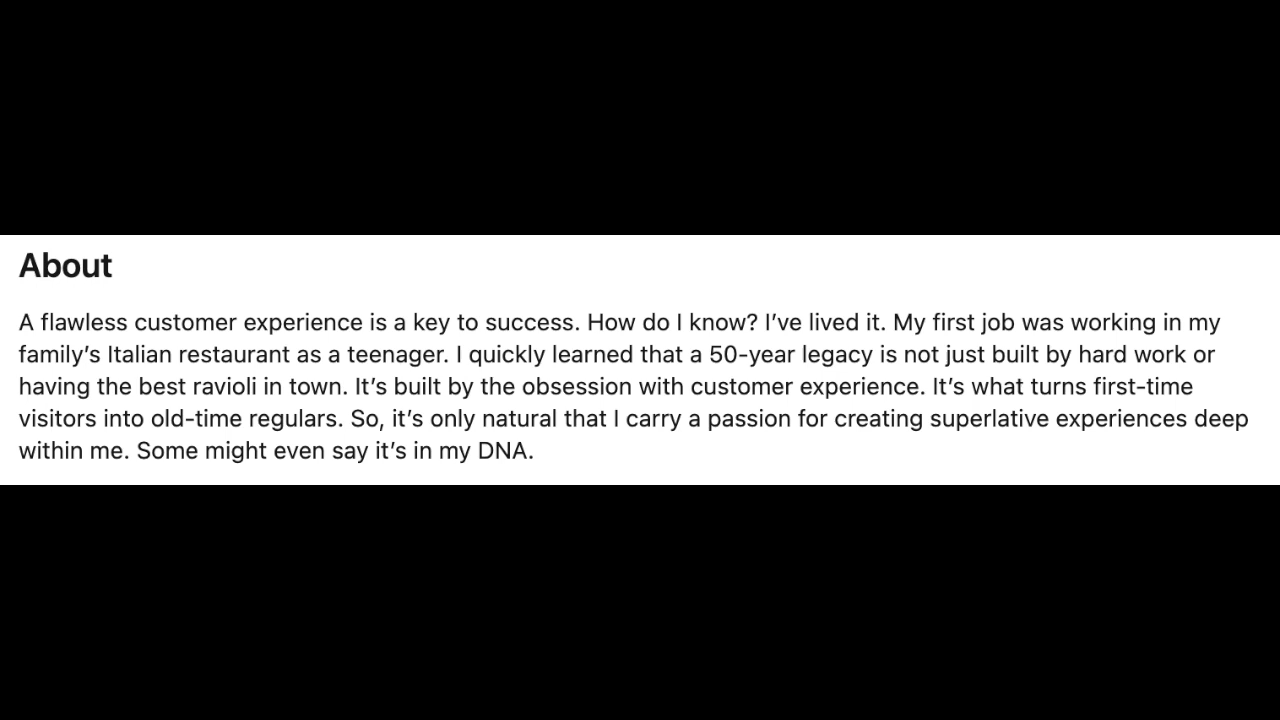 About
A flawless customer experience is a key to success. How do I know? I’ve lived it. My first job was working in my
family’s Italian restaurant as a teenager. I quickly learned that a 50-year legacy is not just built by hard work or
having the best ravioli in town. It’s built by the obsession with customer experience. It’s what turns first-time
visitors into old-time regulars. So, it’s only natural that I carry a passion for creating superlative experiences deep
within me. Some might even say it’s in my DNA.